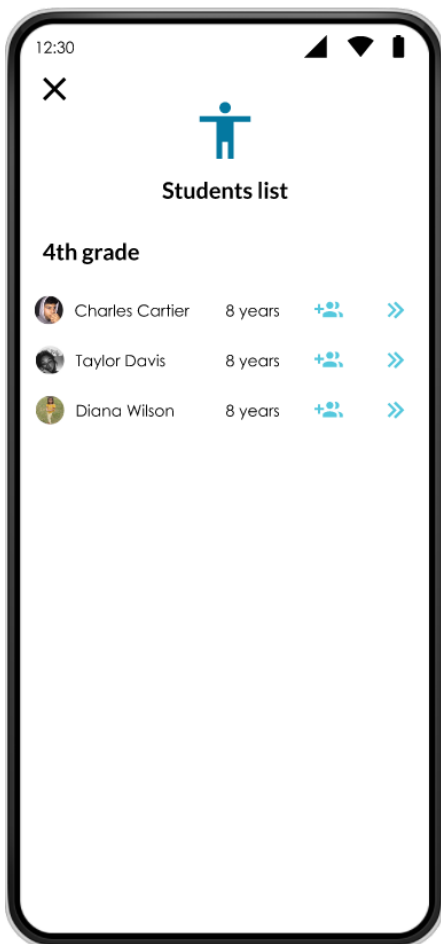 12:30
Students list
4th grade
Charles Cartier 8 years
Taylor Davis 8 years
Diana Wilson 8 years